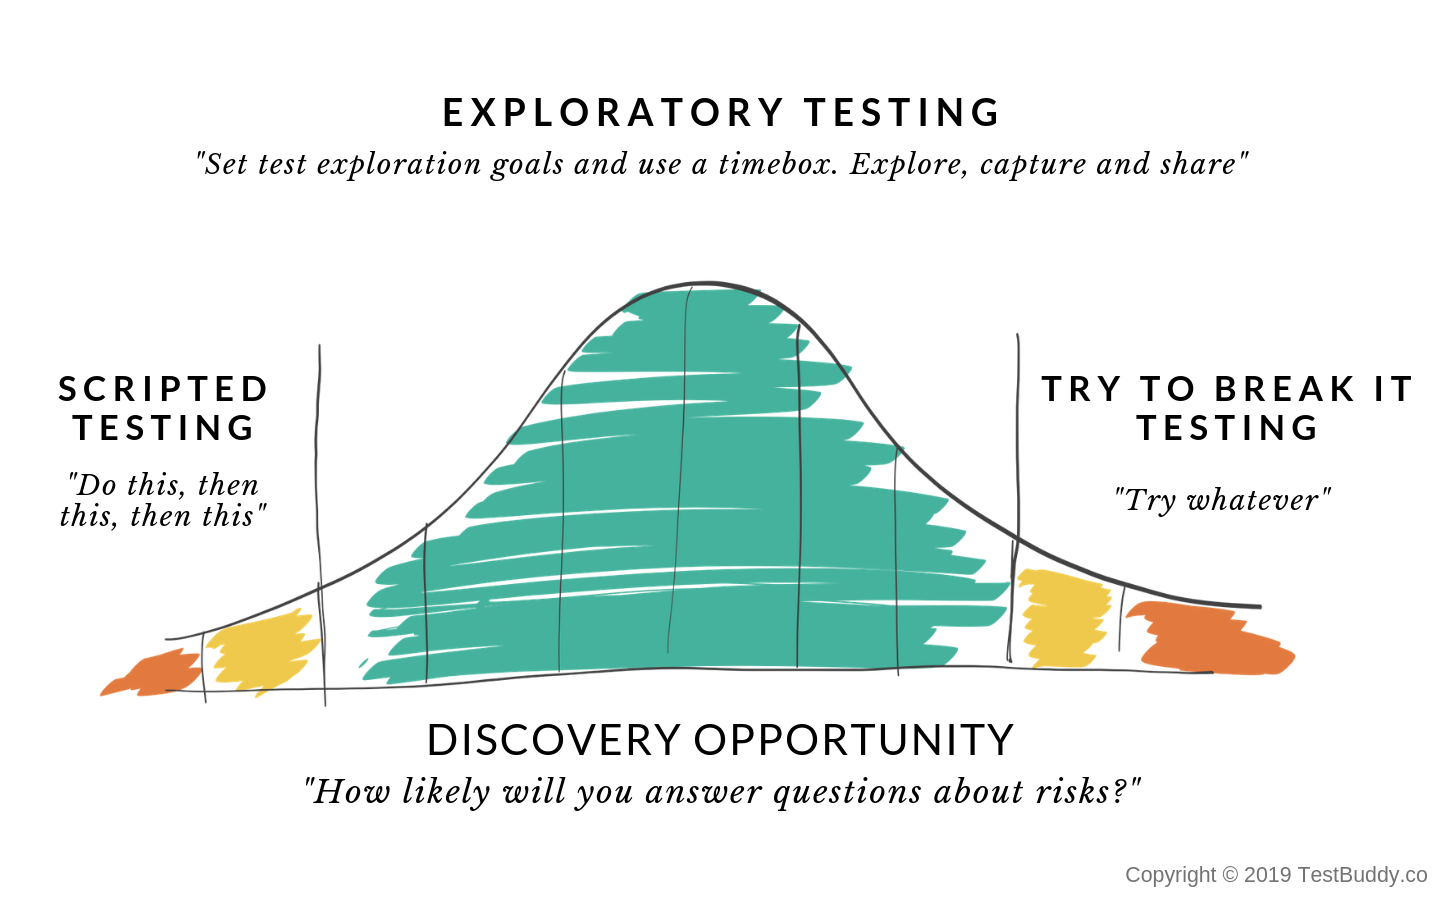 EXPLORATORY TESTING
"Set test exploration goals and use a timebox. Explore, capture and share"
SCRIPTED
TESTING
"Do this, then
this, then this"
TRY TO BREAK IT
TESTING
"Try whatever"
DISCOVERY OPPORTUNITY
"How likely will you answer questions about risks?"
Copyright © 2019 TestBuddy.co